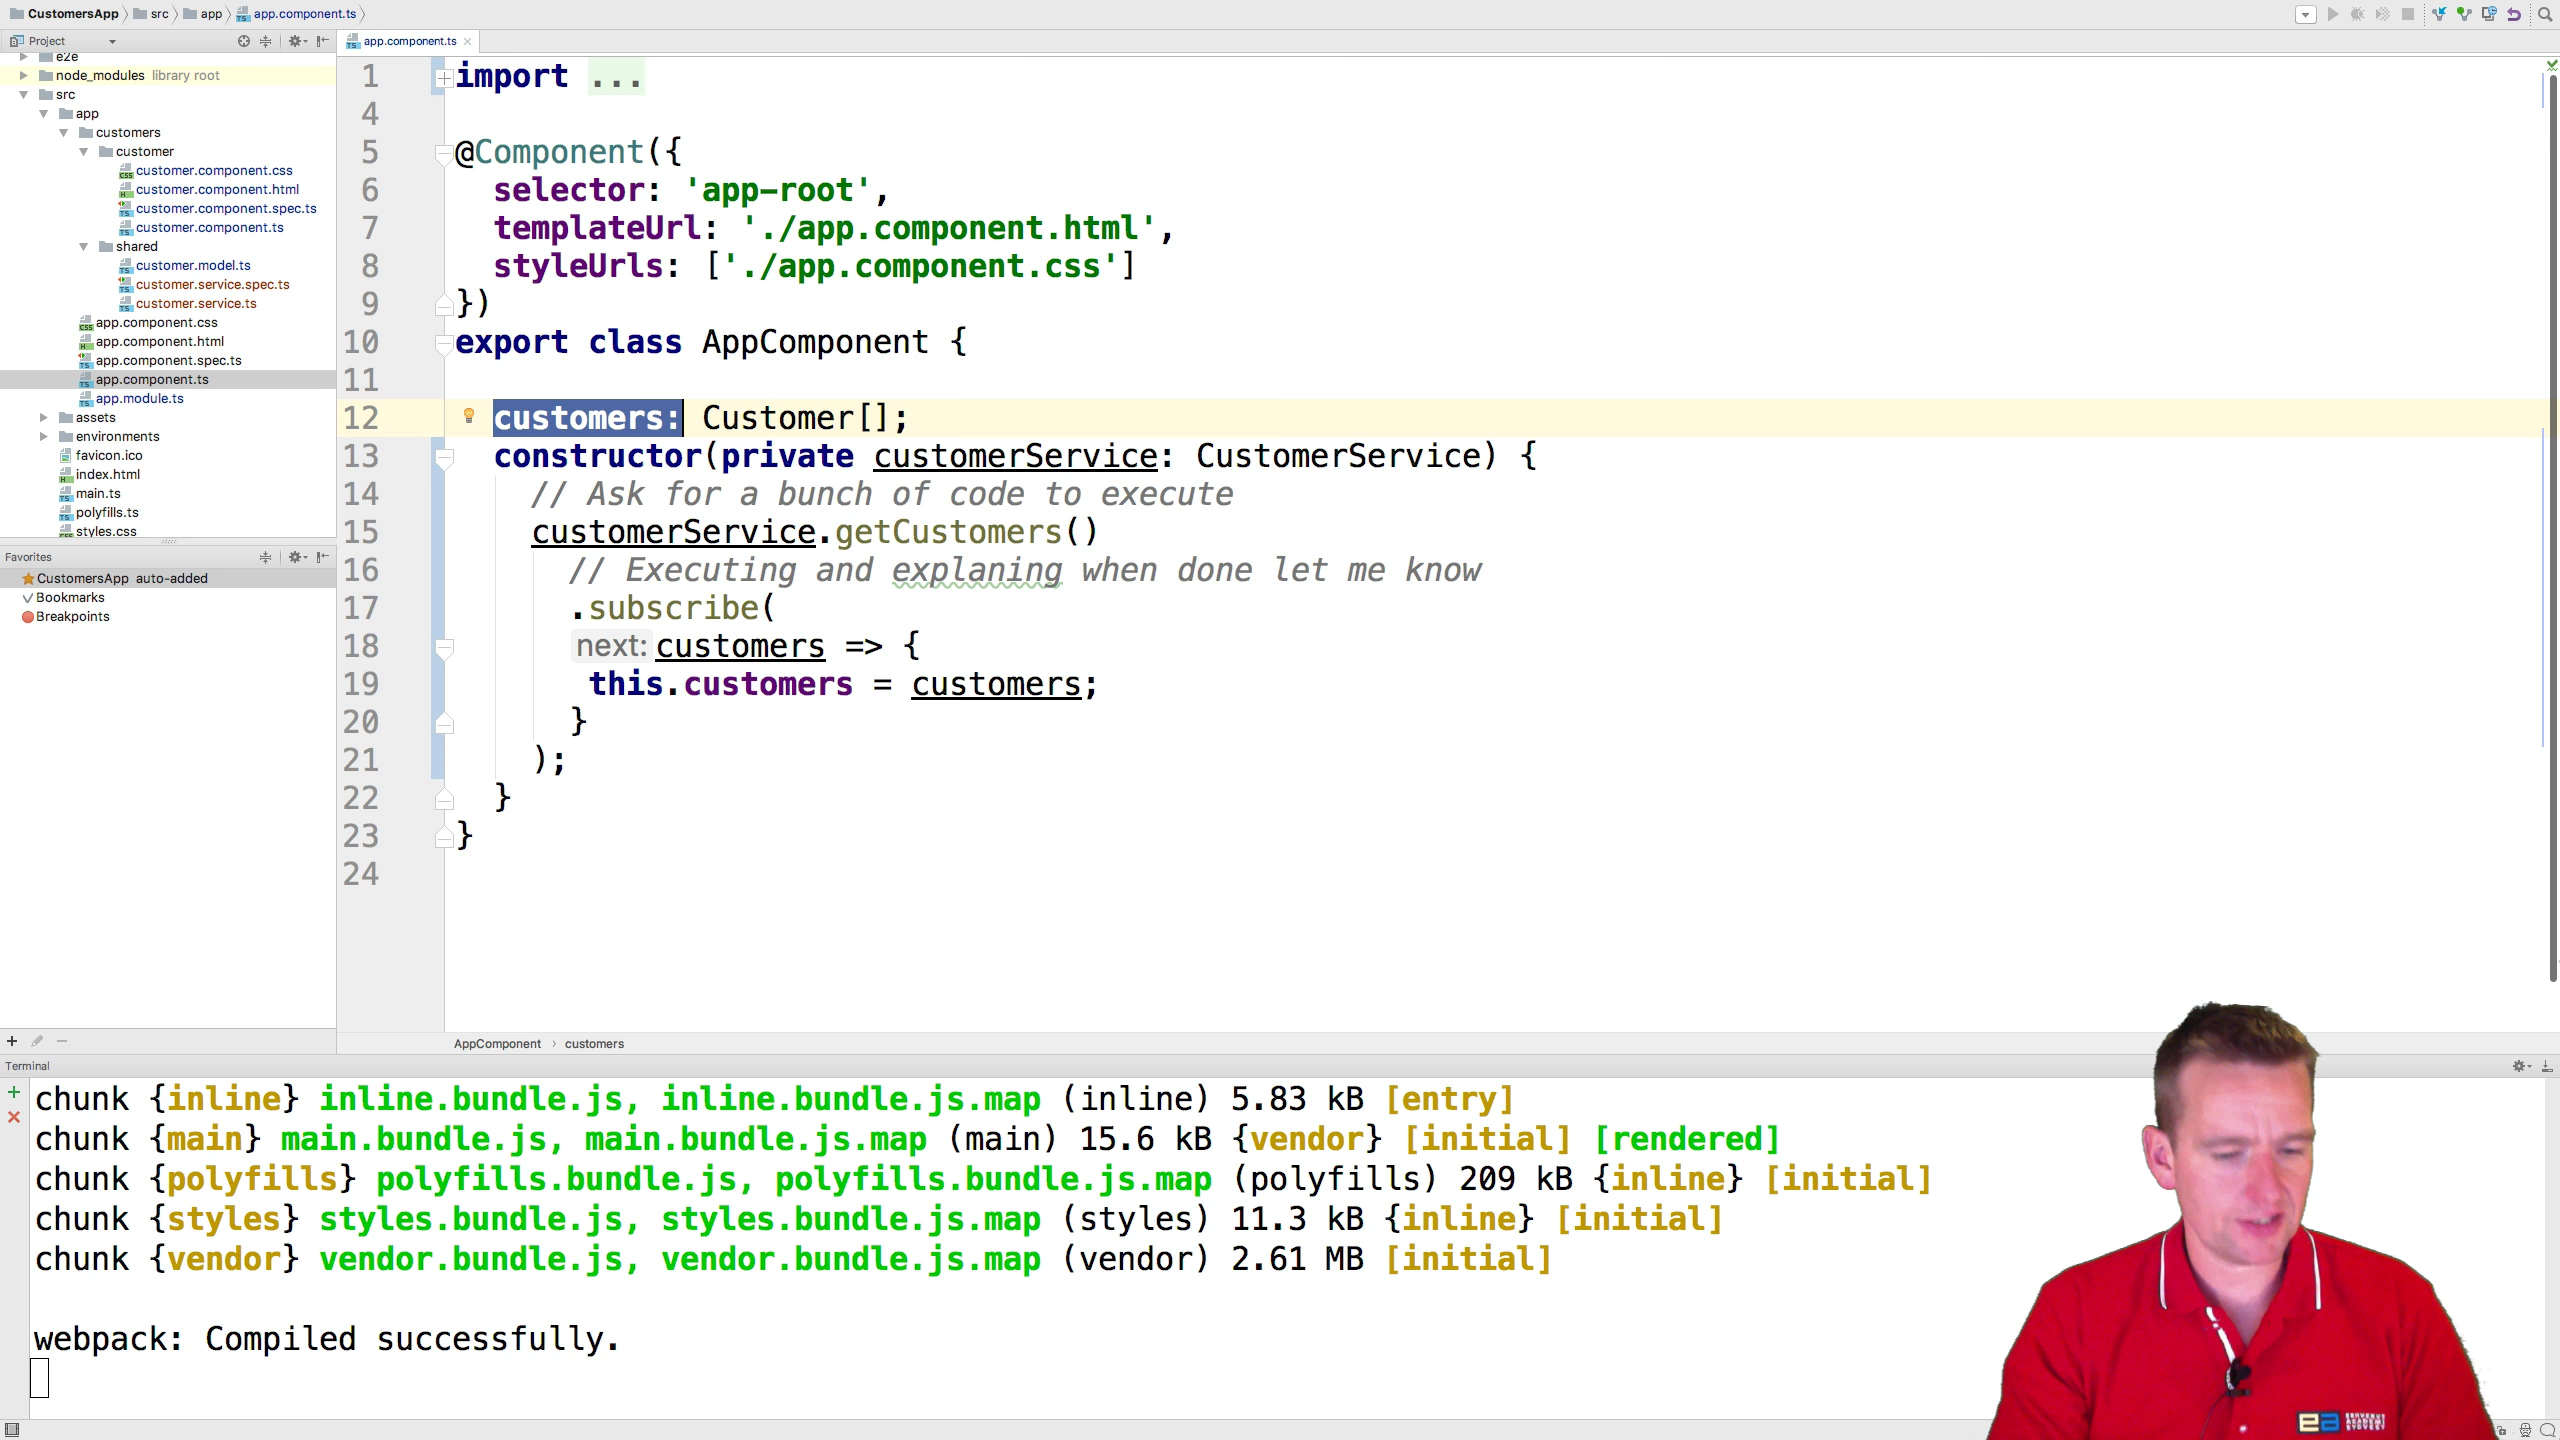 CustomersApp src app app.component.ts
Project
app.component.ts
e2e
node_modules library root
src
app
customers
customer
customer.component.css
customer.component.html
customer.component.spec.ts
customer.component.ts
shared
customer.model.ts
customer.service.spec.ts
customer.service.ts
app.component.css
app.component.html
app.component.spec.ts
app.component.ts
app.module.ts
assets
environments
favicon.ico
index.html
main.ts
polyfills.ts
styles.css
Favorites
CustomersApp auto-added
Bookmarks
Breakpoints
1 import ...
4
5 @Component({
6 selector: 'app-root',
7 templateUrl: './app.component.html',
8 styleUrls: ['./app.component.css']
9 })
10 export class AppComponent {
11
12 customers: Customer[];
13 constructor(private customerService: CustomerService) {
14 // Ask for a bunch of code to execute
15 customerService.getCustomers()
16 // Executing and explaning when done let me know
17 .subscribe(
18 next: customers => {
19 this.customers = customers;
20 }
21 );
22 }
23 }
24
AppComponent › customers
Terminal
chunk {inline} inline.bundle.js, inline.bundle.js.map (inline) 5.83 kB [entry]
chunk {main} main.bundle.js, main.bundle.js.map (main) 15.6 kB {vendor} [initial] [rendered]
chunk {polyfills} polyfills.bundle.js, polyfills.bundle.js.map (polyfills) 209 kB {inline} [initial]
chunk {styles} styles.bundle.js, styles.bundle.js.map (styles) 11.3 kB {inline} [initial]
chunk {vendor} vendor.bundle.js, vendor.bundle.js.map (vendor) 2.61 MB [initial]
webpack: Compiled successfully.
ea